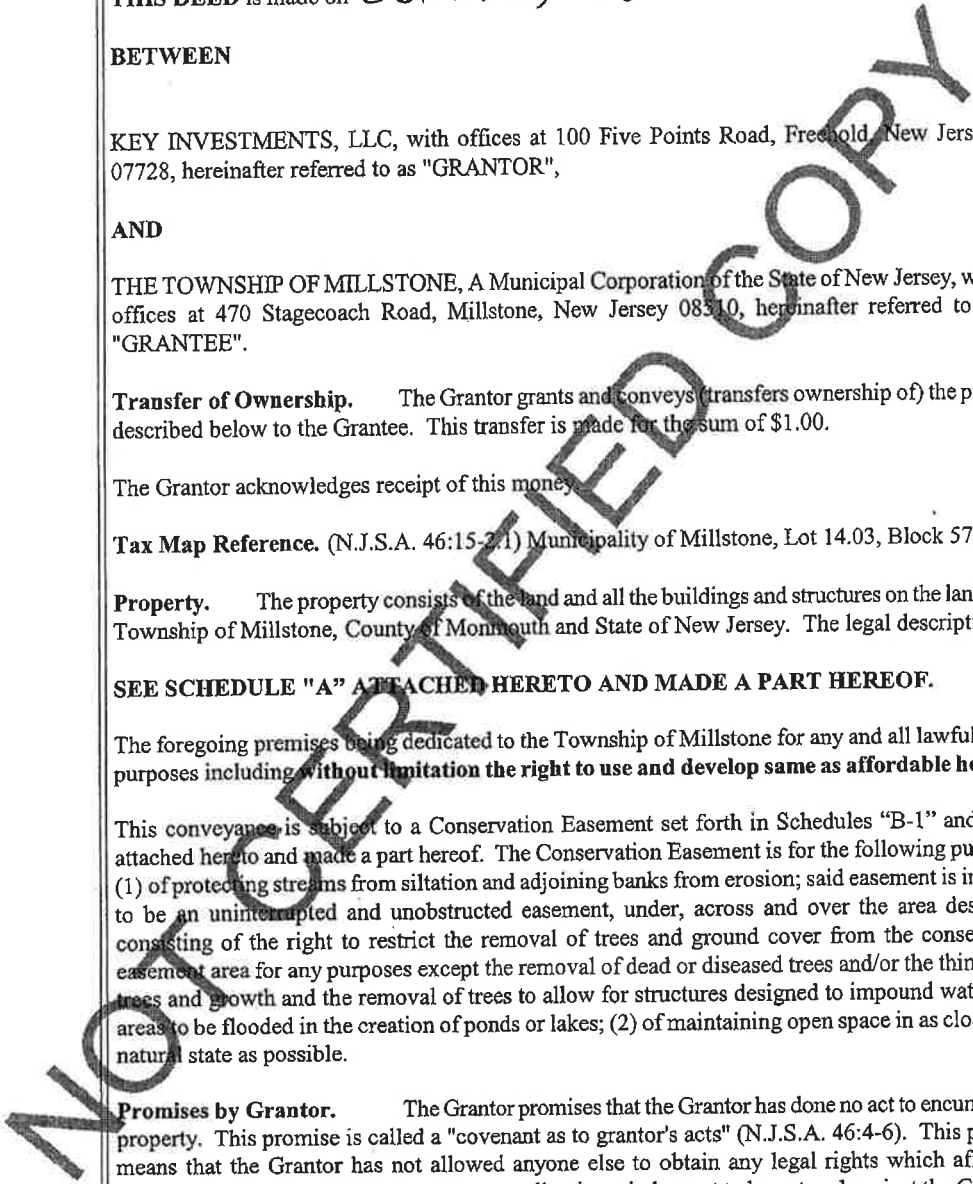 THIS DEED is made on
BETWEEN
KEY INVESTMENTS, LLC, with offices at 100 Five Points Road, Freehold, New Jers
07728, hereinafter referred to as "GRANTOR",
AND
THE TOWNSHIP OF MILLSTONE, A Municipal Corporation of the State of New Jersey, w
offices at 470 Stagecoach Road, Millstone, New Jersey 08510, hereinafter referred to
"GRANTEE".
Transfer of Ownership. The Grantor grants and conveys (transfers ownership of) the p
described below to the Grantee. This transfer is made for the sum of $1.00.
The Grantor acknowledges receipt of this money.
Tax Map Reference. (N.J.S.A. 46:15-2.1) Municipality of Millstone, Lot 14.03, Block 57
Property. The property consists of the land and all the buildings and structures on the lan
Township of Millstone, County of Monmouth and State of New Jersey. The legal descript
SEE SCHEDULE "A" ATTACHED HERETO AND MADE A PART HEREOF.
The foregoing premises being dedicated to the Township of Millstone for any and all lawful
purposes including without limitation the right to use and develop same as affordable h
This conveyance is subject to a Conservation Easement set forth in Schedules "B-1" and
attached hereto and made a part hereof. The Conservation Easement is for the following pu
(1) of protecting streams from siltation and adjoining banks from erosion; said easement is i
to be an uninterrupted and unobstructed easement, under, across and over the area des
consisting of the right to restrict the removal of trees and ground cover from the conse
easement area for any purposes except the removal of dead or diseased trees and/or the thin
trees and growth and the removal of trees to allow for structures designed to impound wat
areas to be flooded in the creation of ponds or lakes; (2) of maintaining open space in as clo
natural state as possible.
Promises by Grantor. The Grantor promises that the Grantor has done no act to encun
property. This promise is called a "covenant as to grantor's acts" (N.J.S.A. 46:4-6). This p
means that the Grantor has not allowed anyone else to obtain any legal rights which af
NOT CERTIFIED COPY